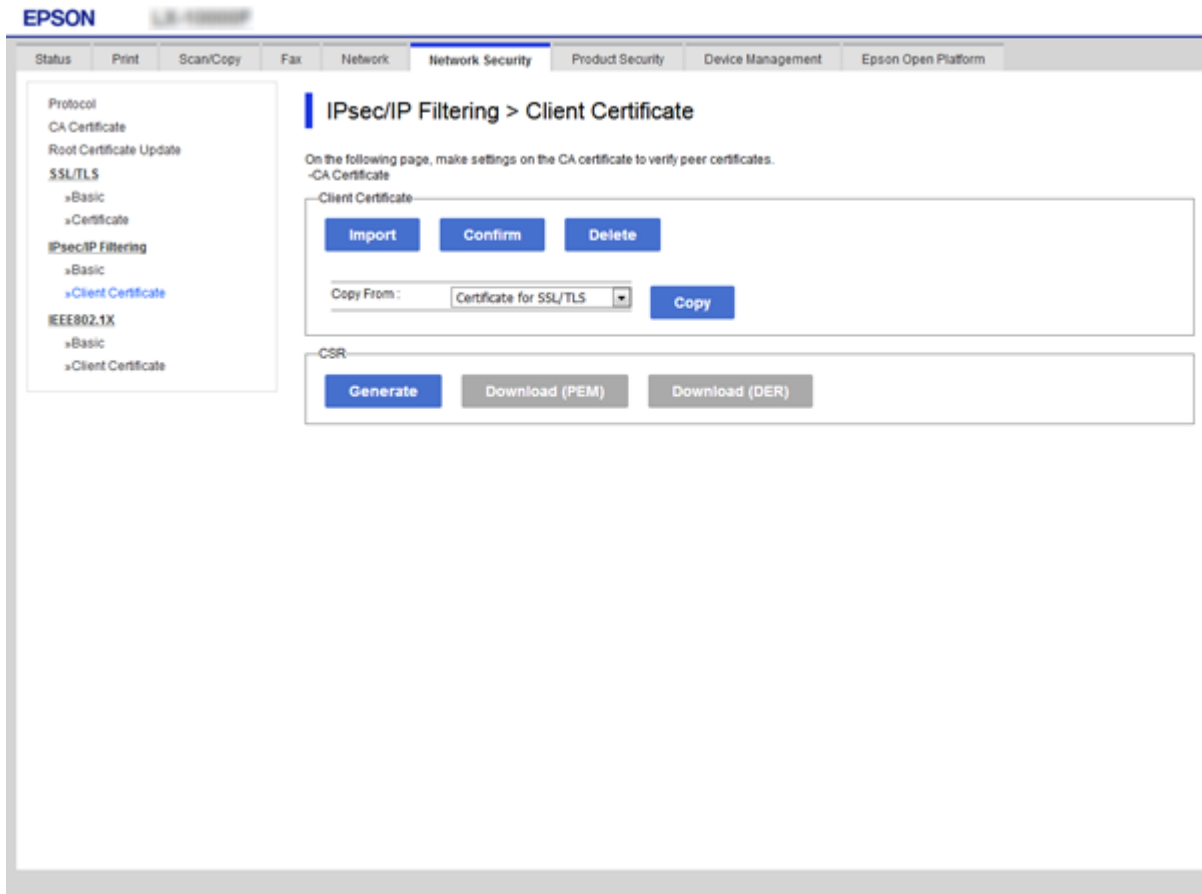 EPSON
Status Print Scan/Copy Fax Network Network Security Product Security Device Management Epson Open Platform
Protocol
CA Certificate
Root Certificate Update
SSL/TLS
»Basic
»Certificate
IPsec/IP Filtering
»Basic
»Client Certificate
IEEE802.1X
»Basic
»Client Certificate
IPsec/IP Filtering > Client Certificate
On the following page, make settings on the CA certificate to verify peer certificates.
-CA Certificate
Client Certificate
Import Confirm Delete
Copy From : Certificate for SSL/TLS Copy
CSR
Generate Download (PEM) Download (DER)